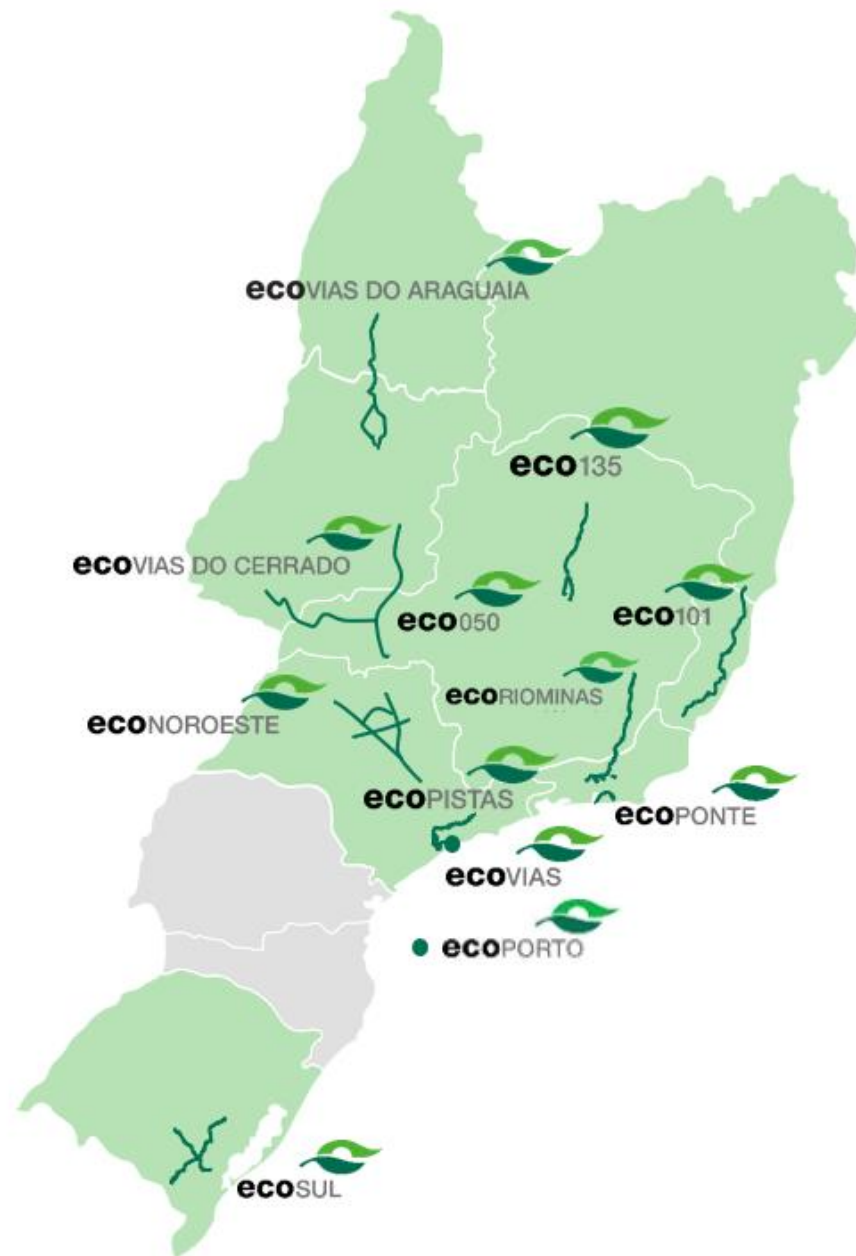 ecoVIAS DO ARAGUAIA
eco135
ecoVIAS DO CERRADO
eco050
eco101
ecoRIOMINAS
ecoNOROESTE
ecoPISTAS
ecoPONTE
ecoVIAS
ecoPORTO
ecoSUL